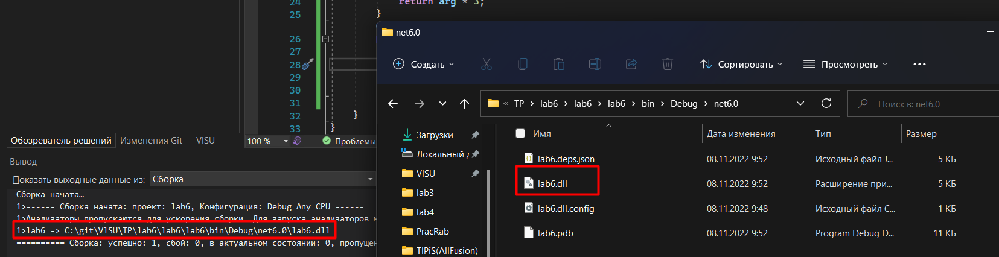 24
return arg * 3;
25
}
26
27
28
29
30
31
32
}
33
}
Обозреватель решений
Изменения Git — VISU
100 %
Проблемы
Вывод
Показать выходные данные из:
Сборка
Сборка начата…
1>------ Сборка начата: проект: lab6, Конфигурация: Debug Any CPU ------
1>Анализаторы пропускаются для ускорения сборки. Для запуска анализаторов м
1>lab6 -> C:\git\VlSU\TP\lab6\lab6\lab6\bin\Debug\net6.0\lab6.dll
========== Сборка: успешно: 1, сбой: 0, в актуальном состоянии: 0, пропущен
net6.0
Создать
Сортировать
Просмотреть
« TP > lab6 > lab6 > lab6 > bin > Debug > net6.0
Поиск в: net6.0
Загрузки
Локальный д
VlSU
lab3
lab4
PracRab
TIPiS(AllFusion)
Имя Дата изменения Тип Размер
lab6.deps.json 08.11.2022 9:52 Исходный файл J... 5 КБ
lab6.dll 08.11.2022 9:52 Расширение при... 5 КБ
lab6.dll.config 08.11.2022 9:48 Исходный файл C... 1 КБ
lab6.pdb 08.11.2022 9:52 Program Debug D... 11 КБ